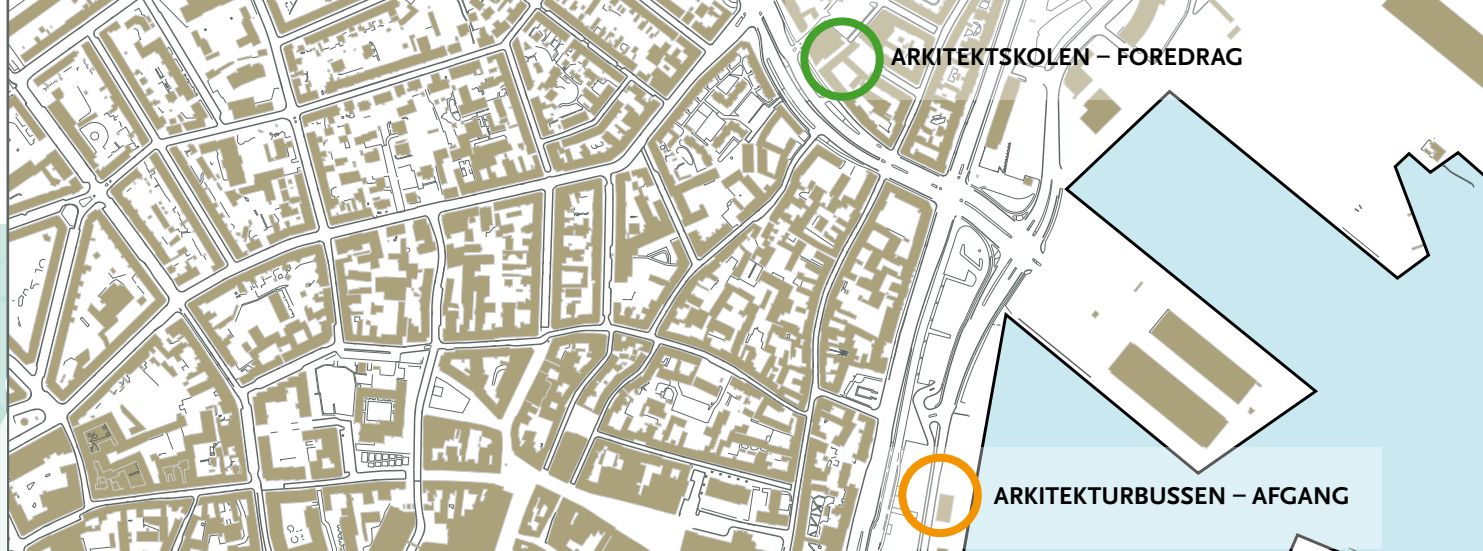 ARKITEKTSKOLEN – FOREDRAG
ARKITEKTURBUSSEN – AFGANG